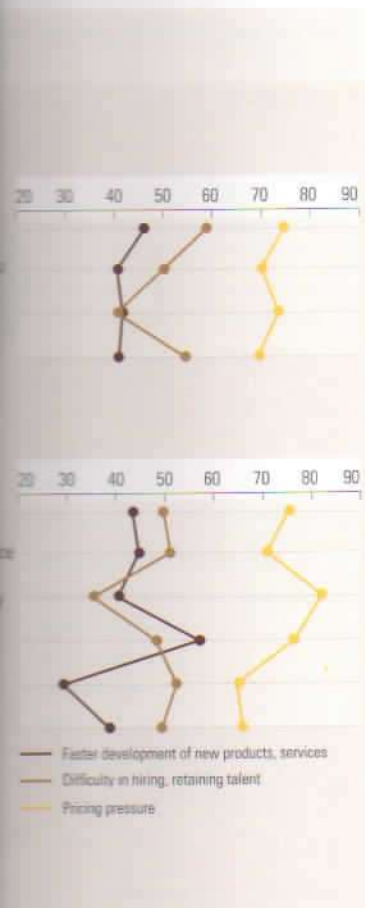 20 30 40 50 60 70 80 90
20 30 40 50 60 70 80 90
Faster development of new products, services
Difficulty in hiring, retaining talent
Pricing pressure